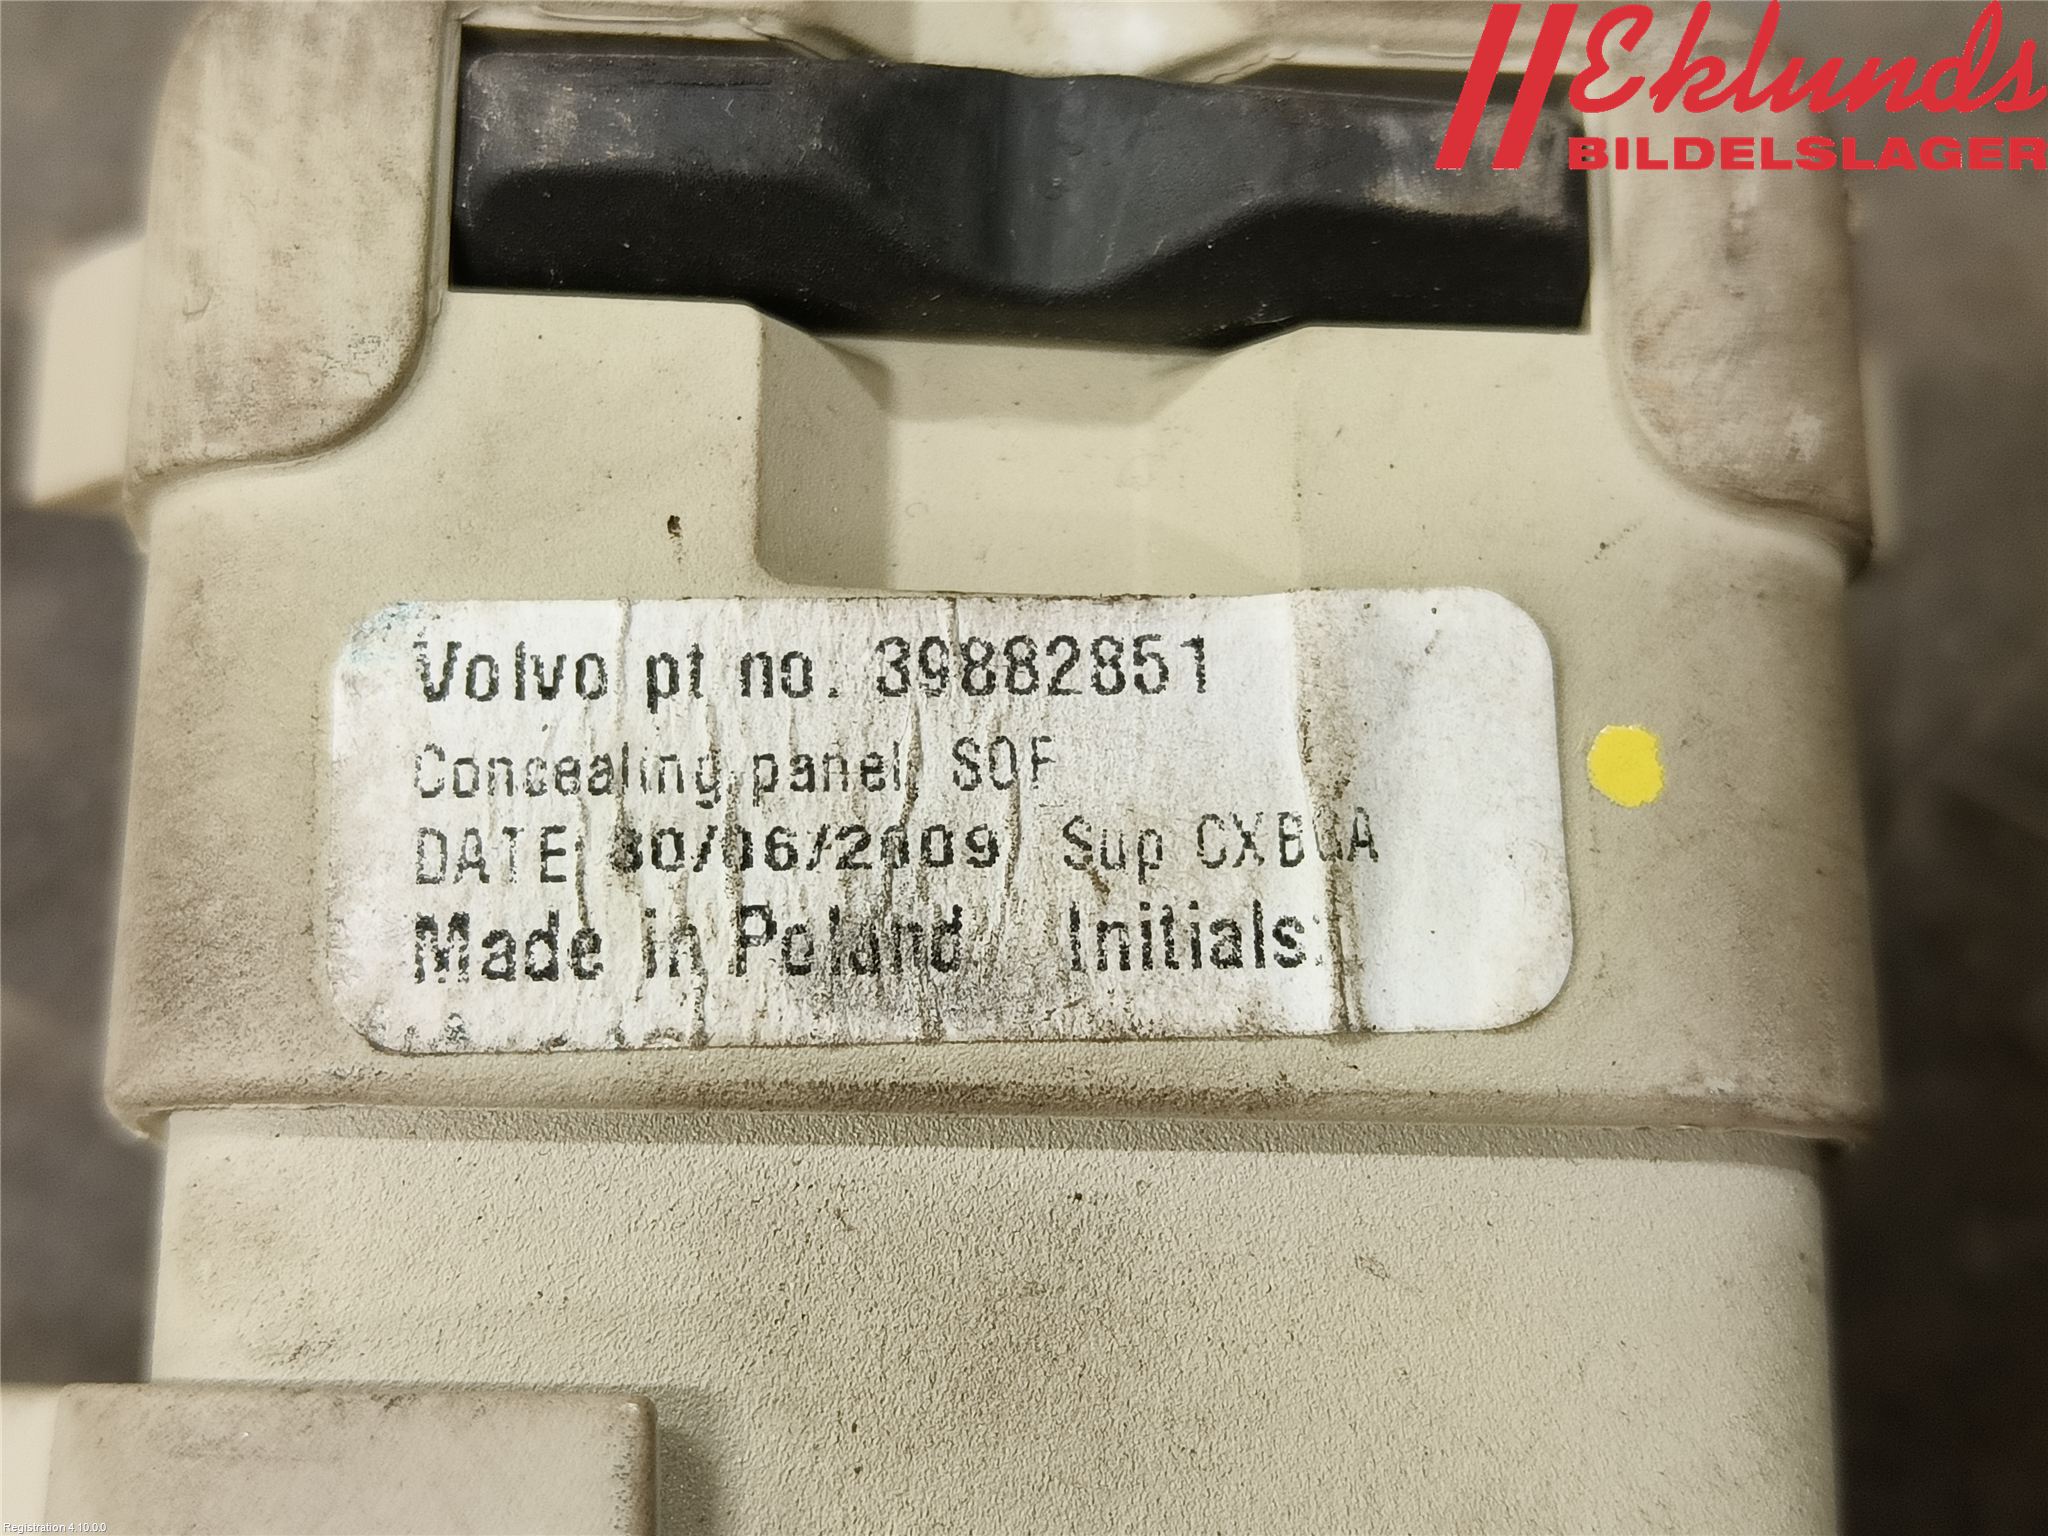 Eklunds
BILDELSLAGER
Volvo pt no. 39882851
Concealing panel SOF
DATE 30/06/2009 Sup
Made in Poland Initials:
Registration 4.10.0.0